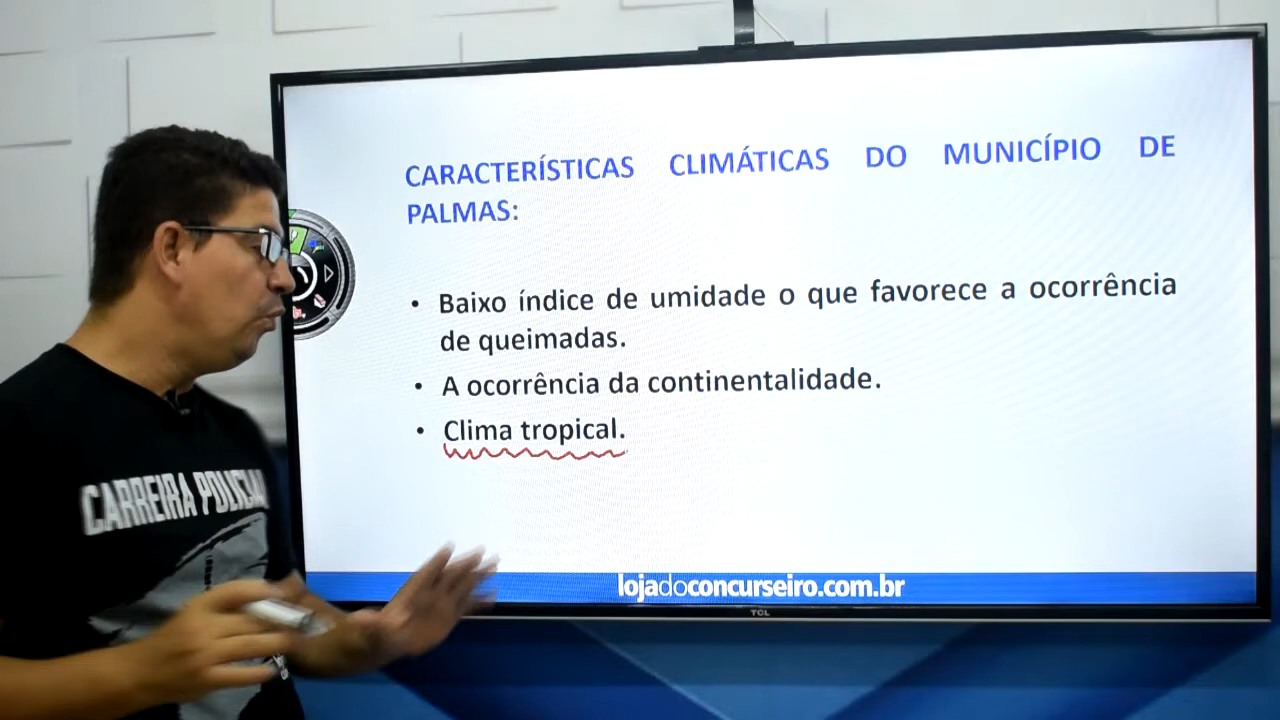 CARACTERÍSTICAS CLIMÁTICAS DO MUNICÍPIO DE
PALMAS:
• Baixo índice de umidade o que favorece a ocorrência
de queimadas.
• A ocorrência da continentalidade.
• Clima tropical.
CARREIRA POLICIAL
lojadoconcurseiro.com.br
TCL